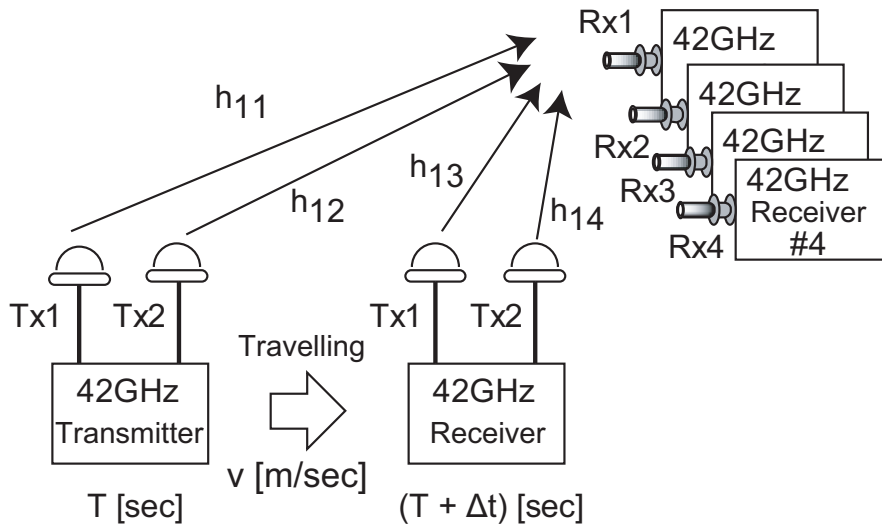 Rx1
42GHz
42GHz
Rx2
42GHz
Rx3
42GHz
Receiver
#4
Rx4
h11
h12
h13
h14
Tx1
Tx2
Tx1
Tx2
Travelling
42GHz
Transmitter
42GHz
Receiver
v [m/sec]
T [sec]
(T + Δt) [sec]